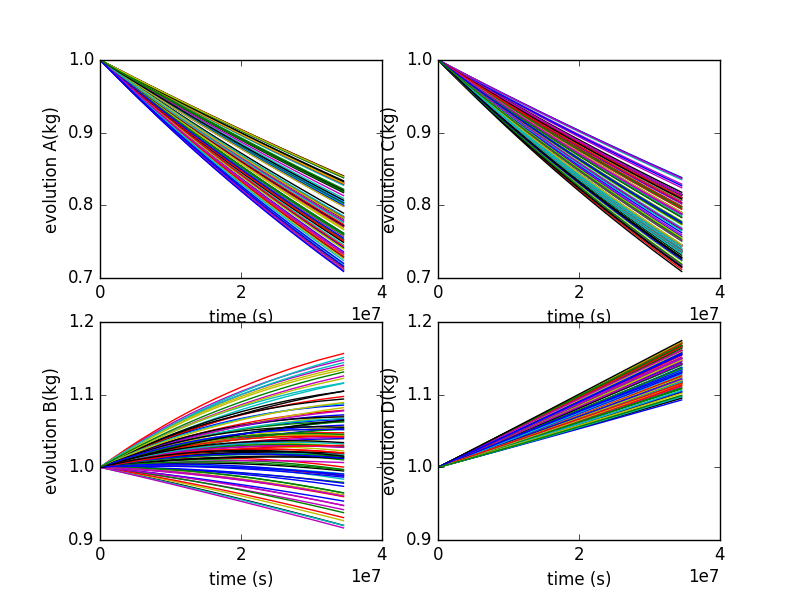 1.0
0.9
0.8
0.7
evolution A(kg)
0 2 4
time (s)
1e7
1.0
0.9
0.8
0.7
evolution C(kg)
0 2 4
time (s)
1e7
1.2
1.1
1.0
0.9
evolution B(kg)
0 2 4
time (s)
1e7
1.2
1.1
1.0
0.9
evolution D(kg)
0 2 4
time (s)
1e7